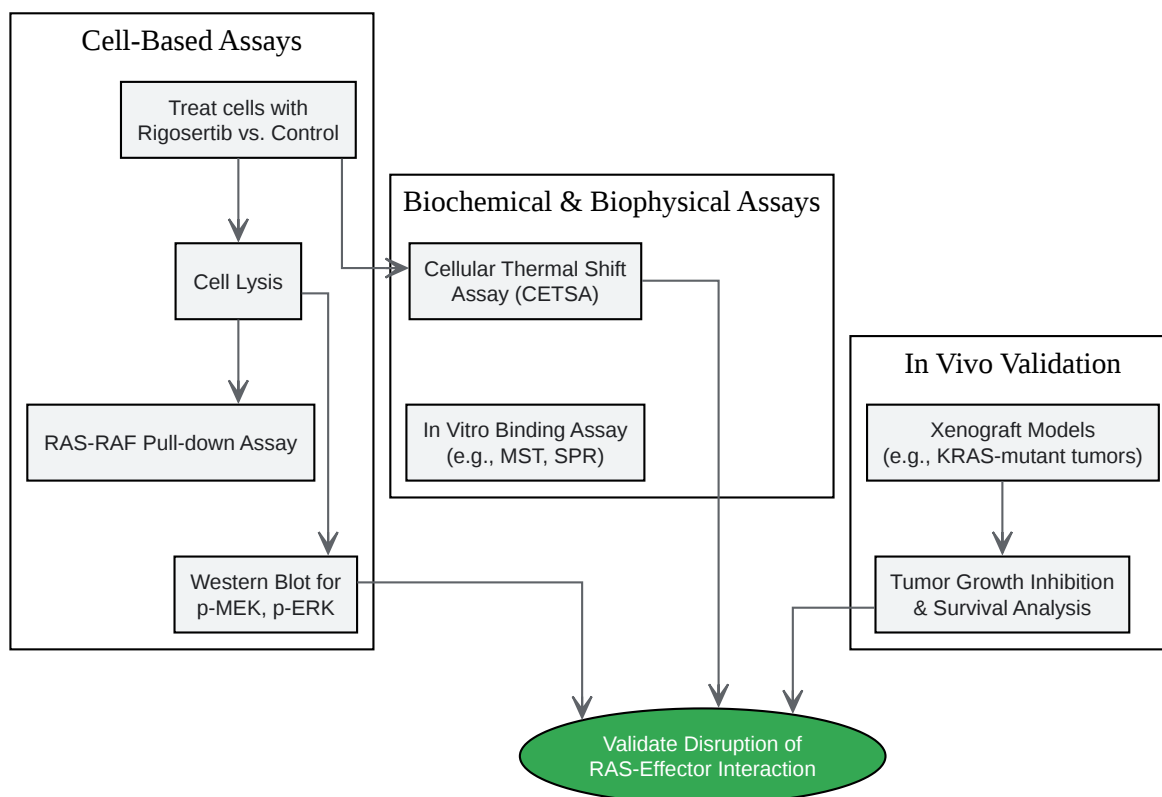 Cell-Based Assays
Treat cells with
Rigosertib vs. Control
Cell Lysis
RAS-RAF Pull-down Assay
Western Blot for
p-MEK, p-ERK
Biochemical & Biophysical Assays
Cellular Thermal Shift
Assay (CETSA)
In Vitro Binding Assay
(e.g., MST, SPR)
In Vivo Validation
Xenograft Models
(e.g., KRAS-mutant tumors)
Tumor Growth Inhibition
& Survival Analysis
Validate Disruption of
RAS-Effector Interaction